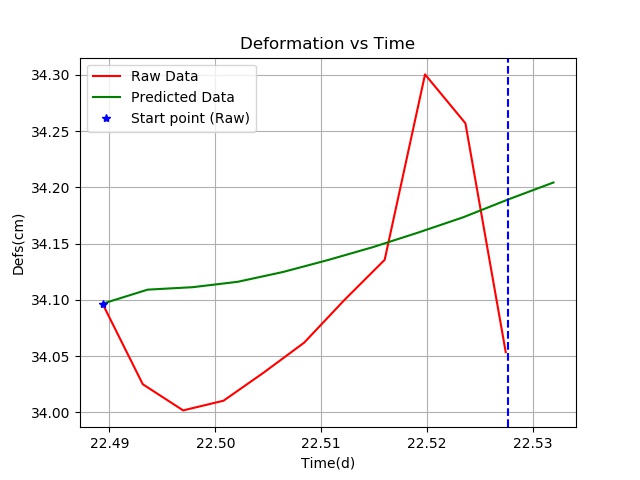 Deformation vs Time
Raw Data
Predicted Data
Start point (Raw)
34.30
34.25
34.20
34.15
34.10
34.05
34.00
Defs(cm)
22.49 22.50 22.51 22.52 22.53
Time(d)